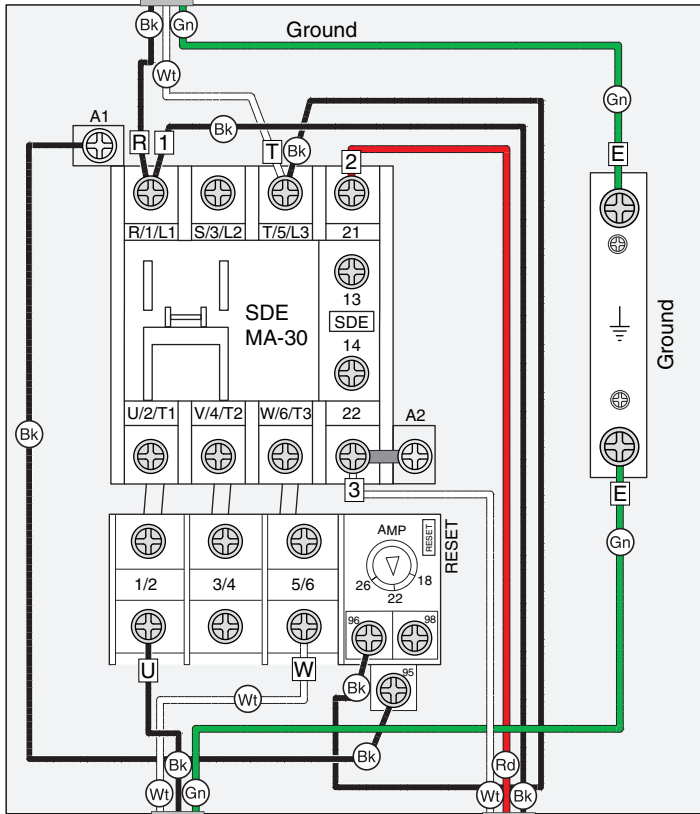 Bk
Gn
Ground
Wt
Gn
A1
R
1
Bk
T
Bk
2
E
R/1/L1
S/3/L2
T/5/L3
21
13
SDE
MA-30
SDE
14
Ground
U/2/T1
V/4/T2
W/6/T3
22
A2
Bk
3
E
AMP
RESET
RESET
Gn
1/2
3/4
5/6
26
18
22
96
98
U
W
95
Bk
Wt
Bk
Bk
Rd
Wt
Gn
Wt
Bk